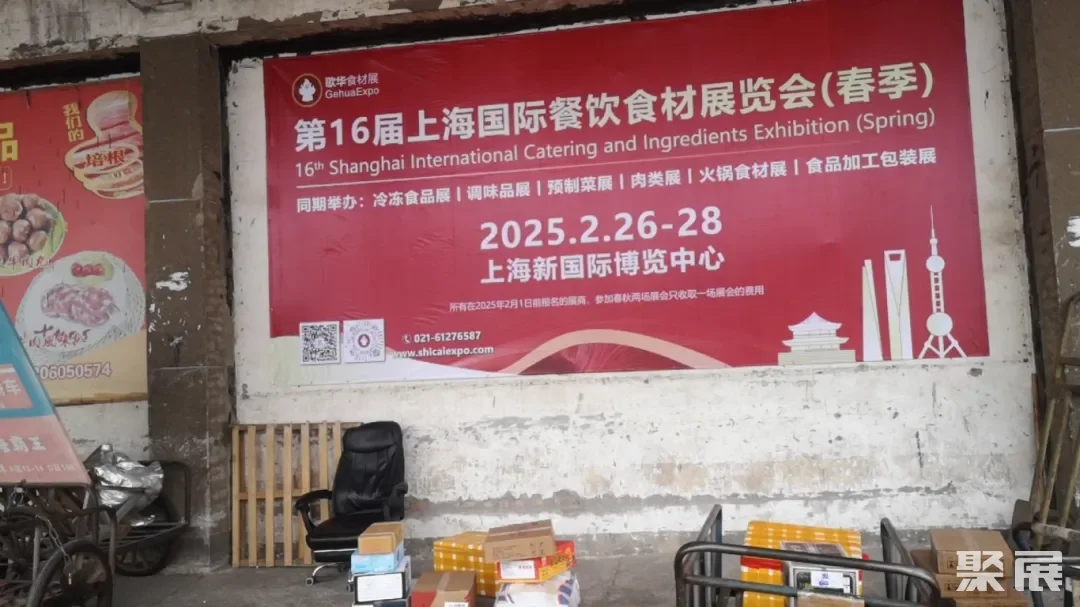 歌华食材展
GehuaExpo
第16届上海国际餐饮食材展览会(春季)
16th Shanghai International Catering and Ingredients Exhibition (Spring)
同期举办：冷冻食品展 | 调味品展 | 预制菜展 | 肉类展 | 火锅食材展 | 食品加工包装展
2025.2.26-28
上海新国际博览中心
所有在2025年2月1日前报名的展商，参加春秋两场展会只收取一场展会的费用
021-61276587
www.shlcaiexpo.com
品
我们的
培根
06050574
车
霸王
聚展